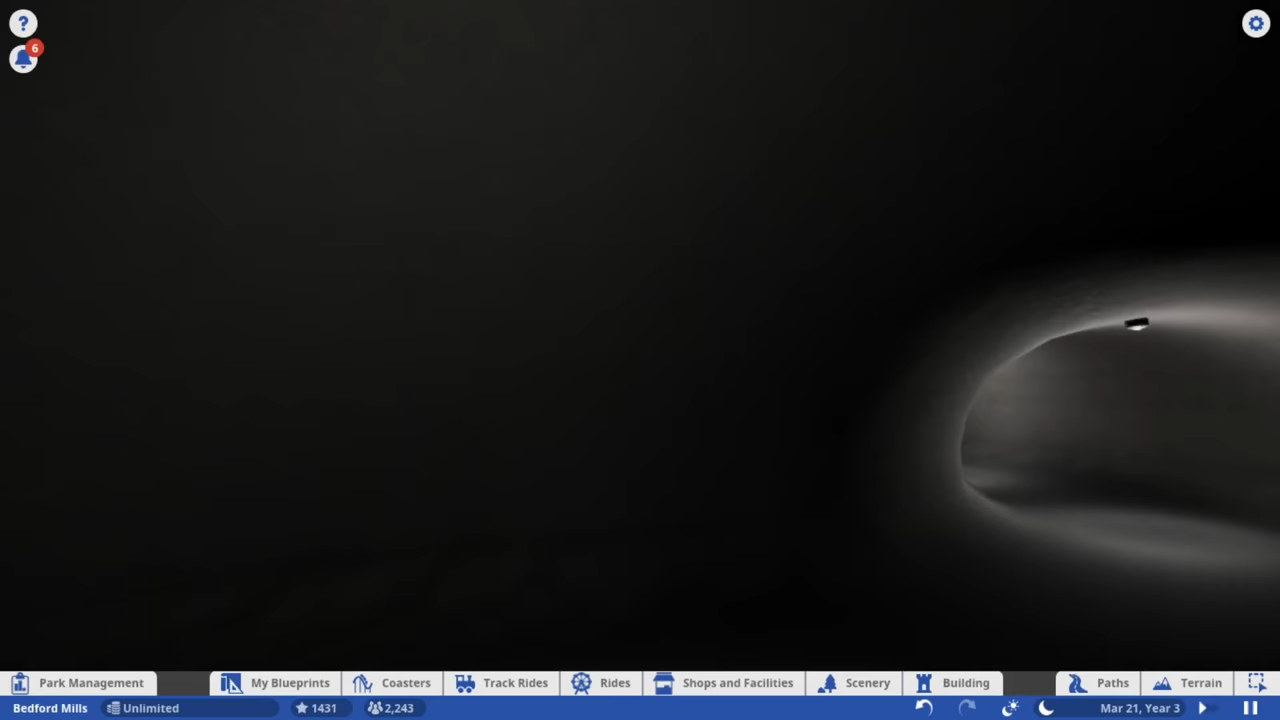 ?
6
Park Management
My Blueprints
Coasters
Track Rides
Rides
Shops and Facilities
Scenery
Building
Paths
Terrain
Bedford Mills
Unlimited
1431
2,243
Mar 21, Year 3